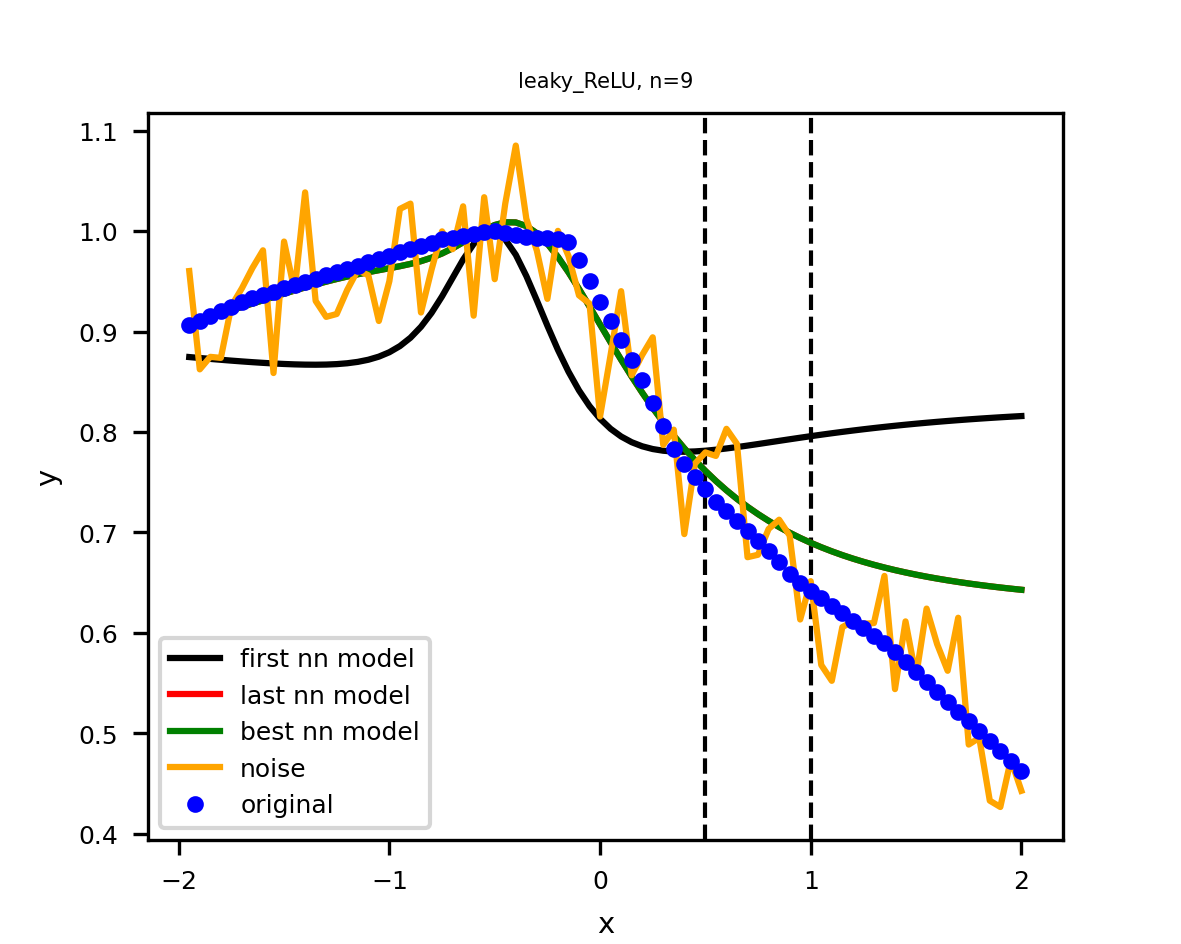 leaky_ReLU, n=9
1.1
1.0
0.9
0.8
0.7
0.6
0.5
0.4
y
first nn model
last nn model
best nn model
noise
original
−2
−1
0
1
2
x